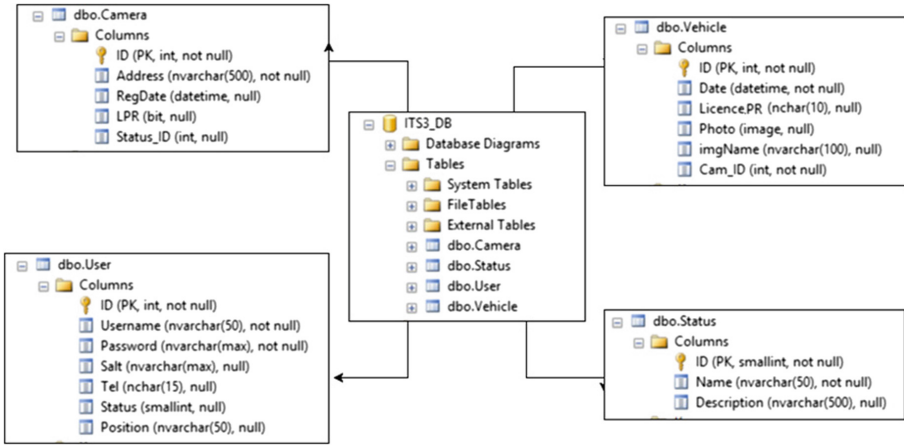 dbo.Camera
Columns
ID (PK, int, not null)
Address (nvarchar(500), not null)
RegDate (datetime, null)
LPR (bit, null)
Status_ID (int, null)
dbo.Vehicle
Columns
ID (PK, int, not null)
Date (datetime, not null)
Licence.PR (nchar(10), null)
Photo (image, null)
imgName (nvarchar(100), null)
Cam_ID (int, not null)
ITS3_DB
Database Diagrams
Tables
System Tables
FileTables
External Tables
dbo.Camera
dbo.Status
dbo.User
dbo.Vehicle
dbo.User
Columns
ID (PK, int, not null)
Username (nvarchar(50), not null)
Password (nvarchar(max), not null)
Salt (nvarchar(max), null)
Tel (nchar(15), null)
Status (smallint, null)
Position (nvarchar(50), null)
dbo.Status
Columns
ID (PK, smallint, not null)
Name (nvarchar(50), not null)
Description (nvarchar(500), null)